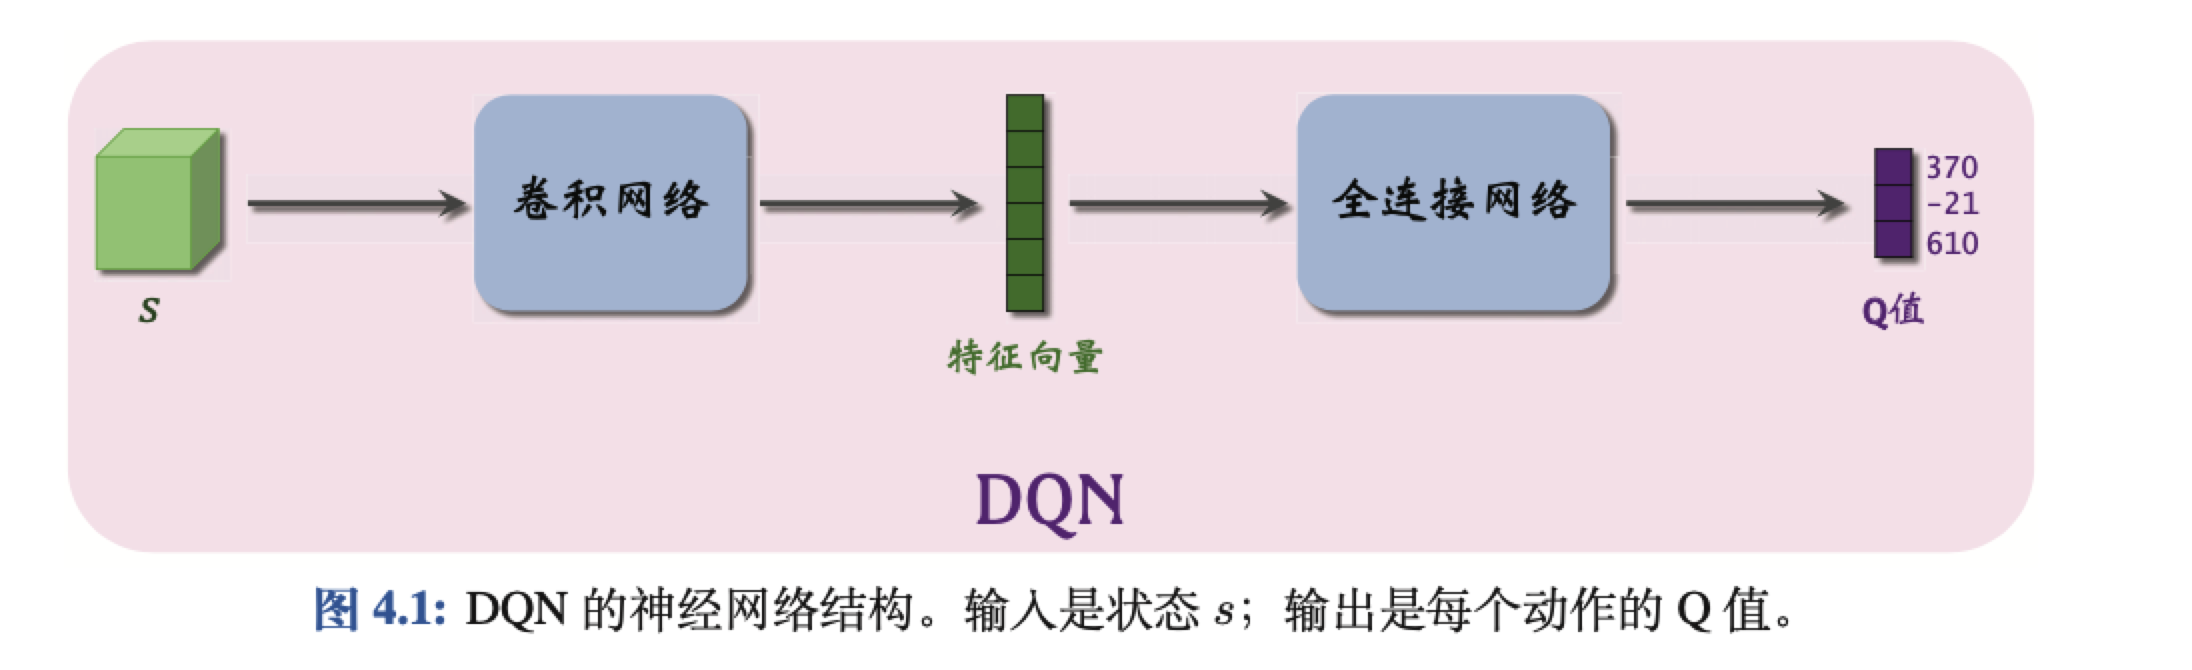 s
卷积网络
特征向量
全连接网络
370
-21
610
Q值
DQN
图 4.1: DQN 的神经网络结构。输入是状态 s；输出是每个动作的 Q 值。